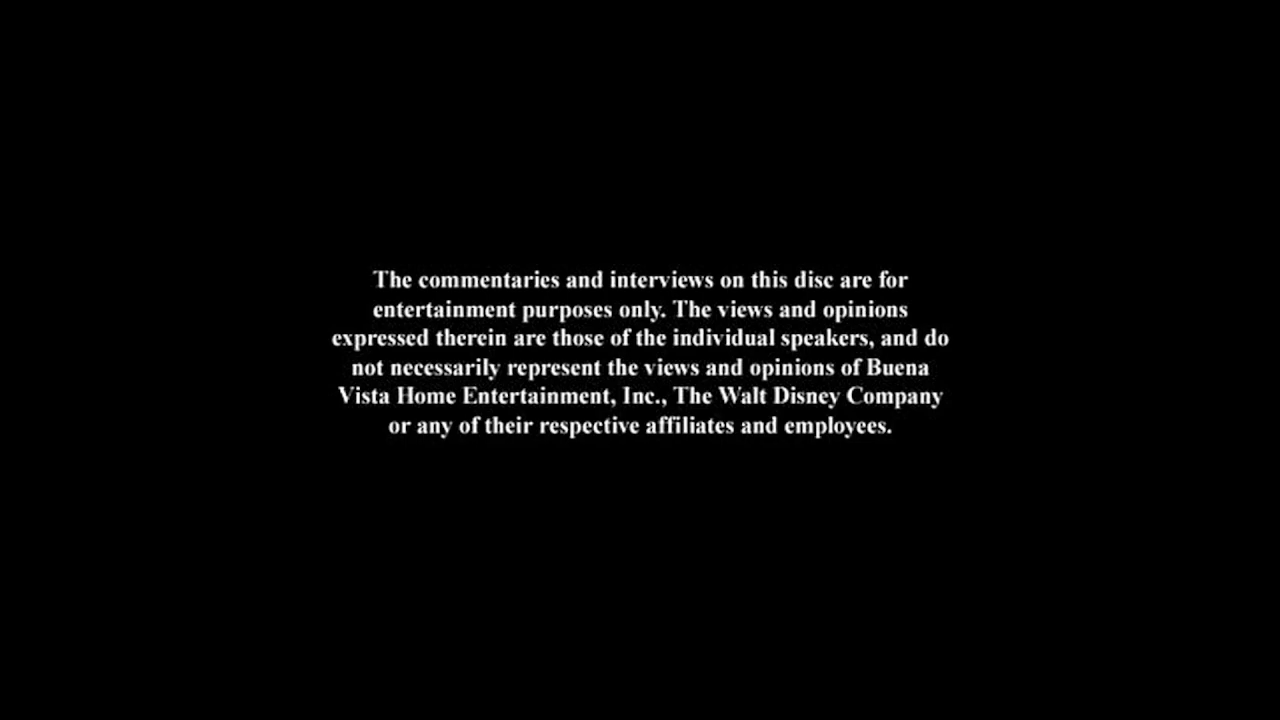 The commentaries and interviews on this disc are for
entertainment purposes only. The views and opinions
expressed therein are those of the individual speakers, and do
not necessarily represent the views and opinions of Buena
Vista Home Entertainment, Inc., The Walt Disney Company
or any of their respective affiliates and employees.